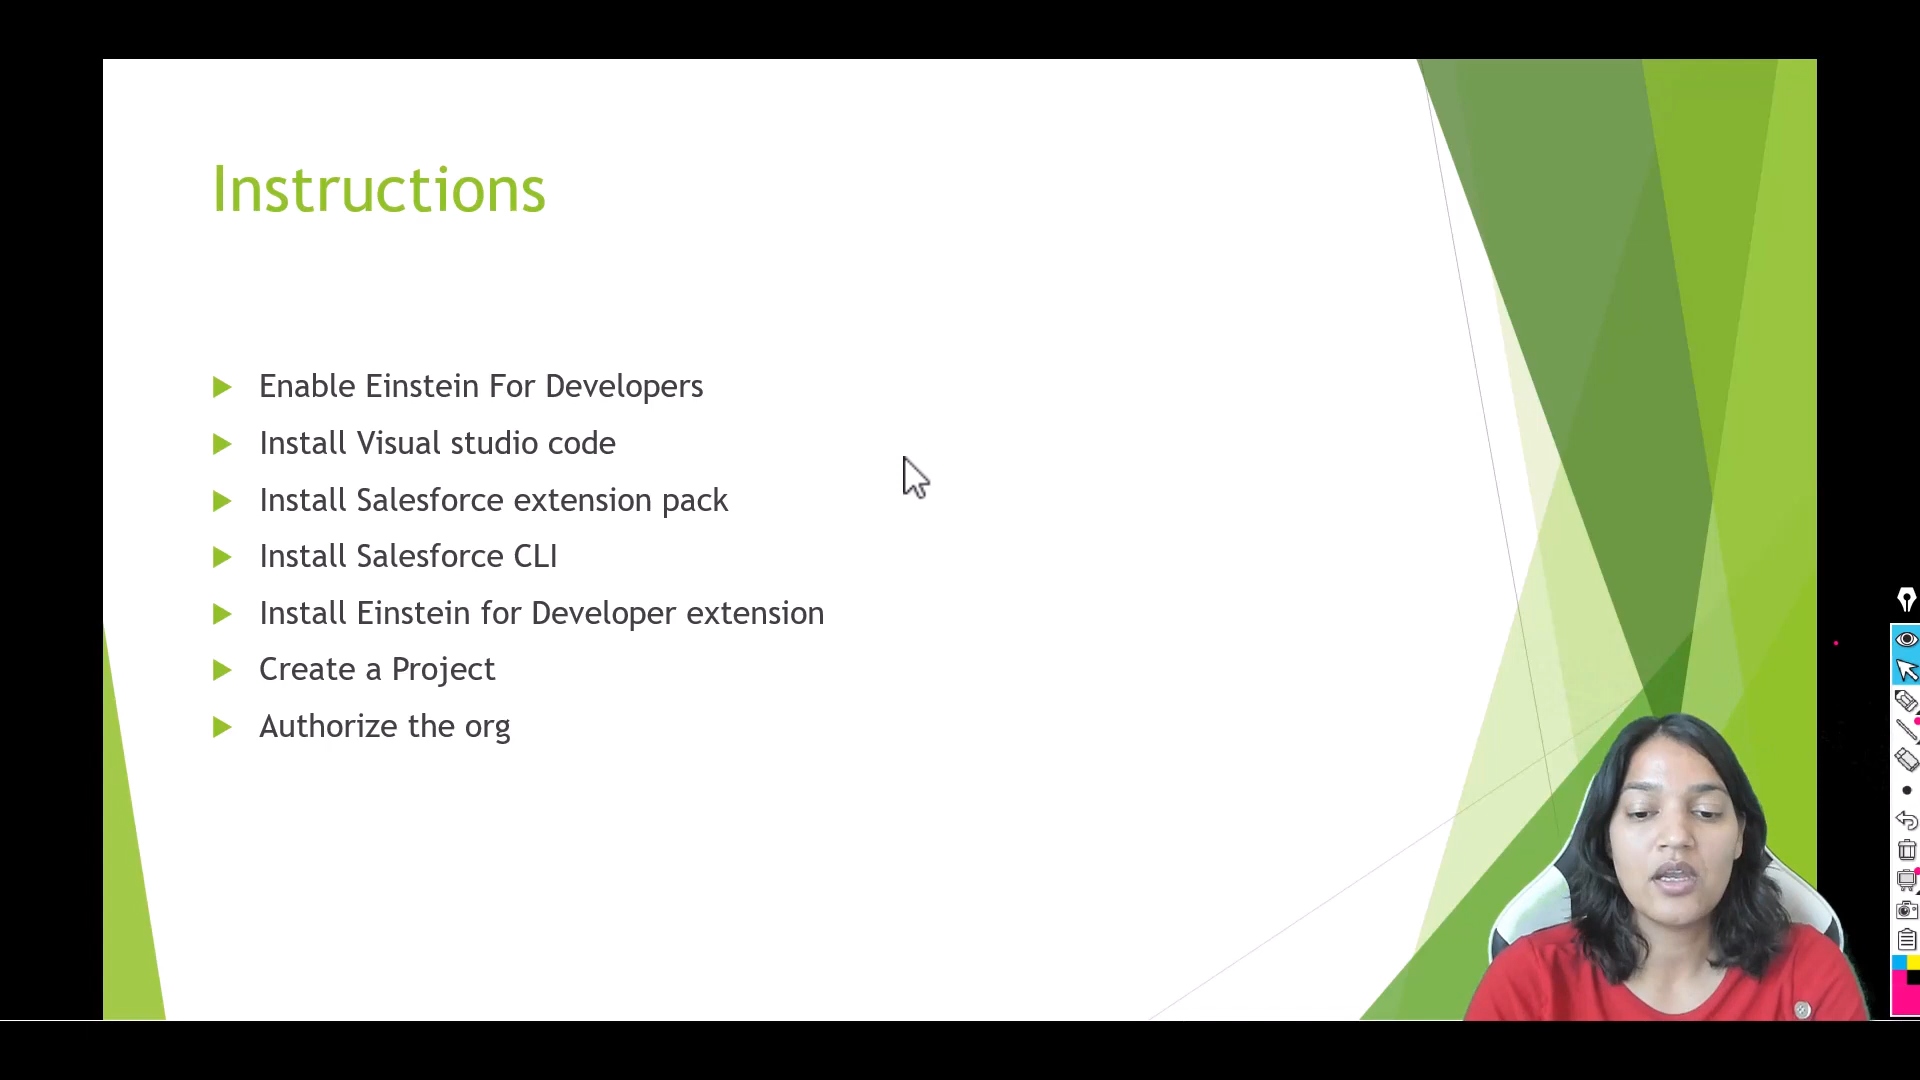 Instructions
Enable Einstein For Developers
Install Visual studio code
Install Salesforce extension pack
Install Salesforce CLI
Install Einstein for Developer extension
Create a Project
Authorize the org